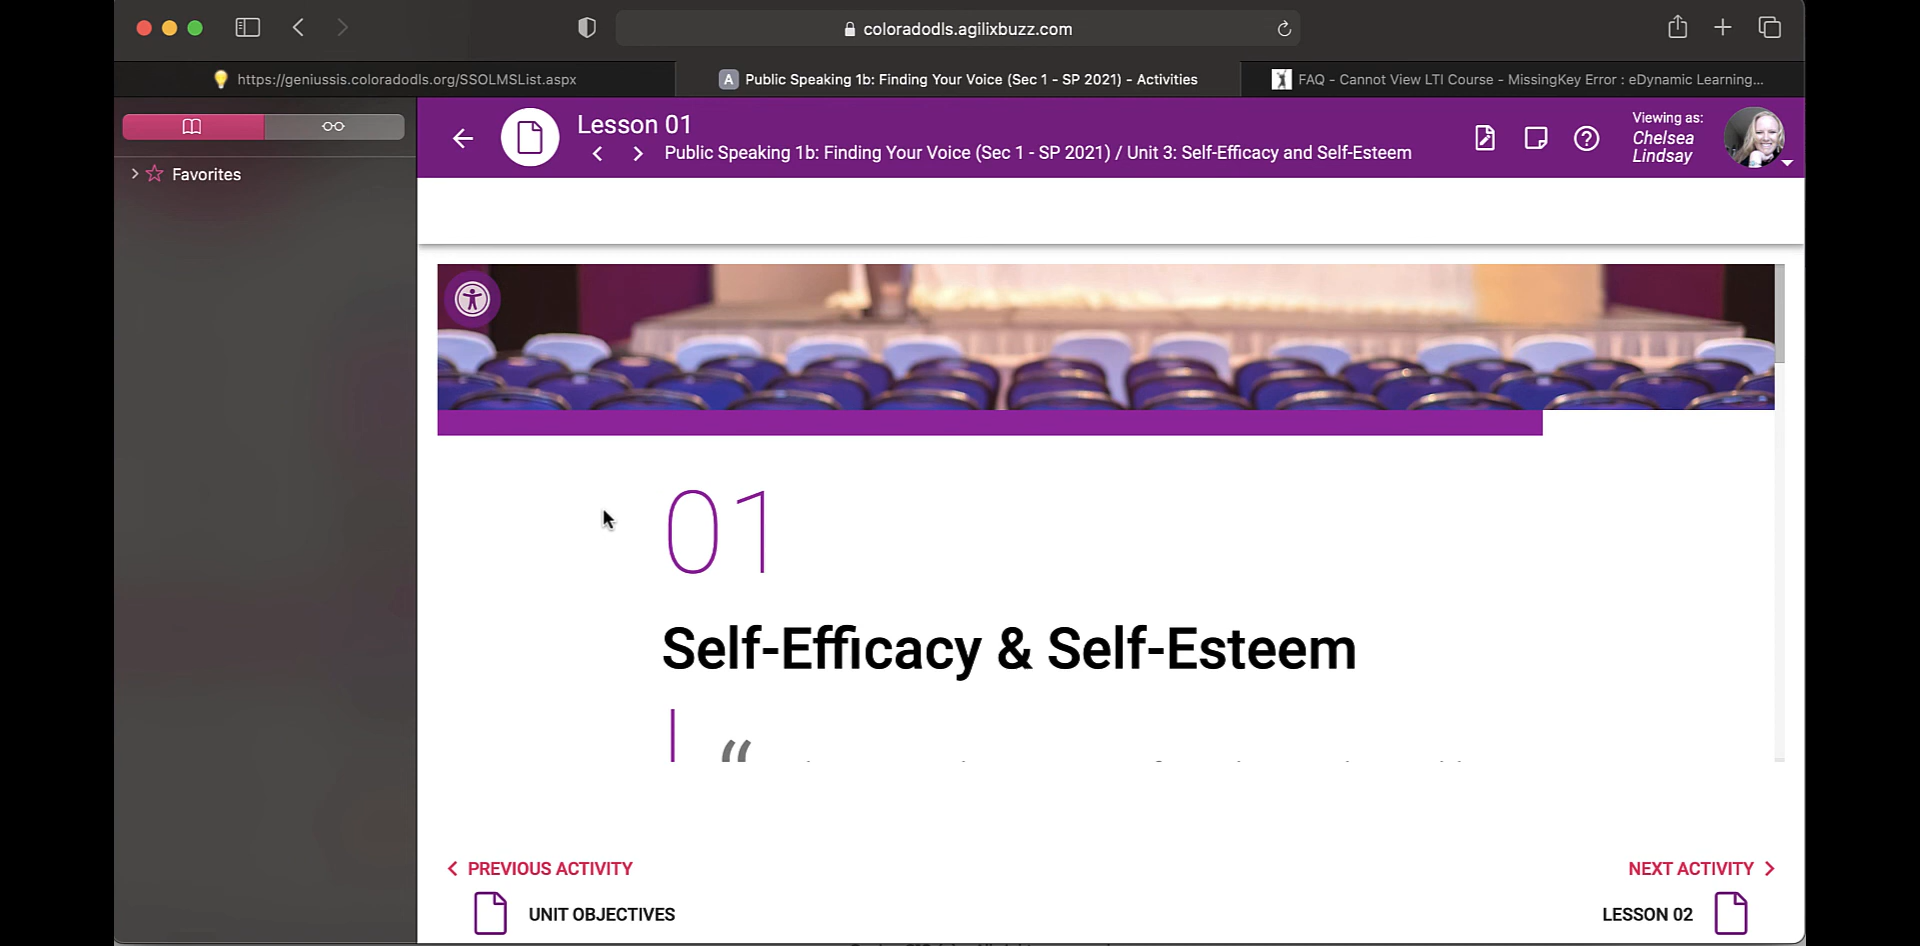 coloradodls.agilixbuzz.com
https://geniussis.coloradodls.org/SSOLMSList.aspx
A Public Speaking 1b: Finding Your Voice (Sec 1 - SP 2021) - Activities
FAQ - Cannot View LTI Course - MissingKey Error : eDynamic Learning...
Favorites
Lesson 01
Public Speaking 1b: Finding Your Voice (Sec 1 - SP 2021) / Unit 3: Self-Efficacy and Self-Esteem
Viewing as:
Chelsea
Lindsay
01
Self-Efficacy & Self-Esteem
“
PREVIOUS ACTIVITY
NEXT ACTIVITY
UNIT OBJECTIVES
LESSON 02